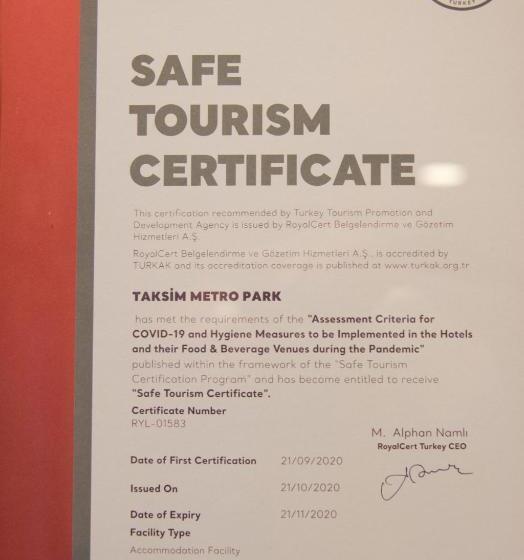 TURKEY
SAFE
TOURISM
CERTIFICATE
This certification recommended by Turkey Tourism Promotion and
Development Agency is issued by RoyalCert Belgelendirme ve Gözetim
Hizmetleri A.Ş.
RoyalCert Belgelendirme ve Gözetim Hizmetleri A.Ş., is accredited by
TURKAK and its accreditation coverage is published at www.turkak.org.tr
TAKSİM METRO PARK
has met the requirements of the "Assessment Criteria for
COVID-19 and Hygiene Measures to be Implemented in the Hotels
and their Food & Beverage Venues during the Pandemic"
published within the framework of the "Safe Tourism
Certification Program" and has become entitled to receive
"Safe Tourism Certificate".
Certificate Number
RYL-01583
M. Alphan Namlı
RoyalCert Turkey CEO
Date of First Certification 21/09/2020
Issued On 21/10/2020
Date of Expiry 21/11/2020
Facility Type
Accommodation Facility